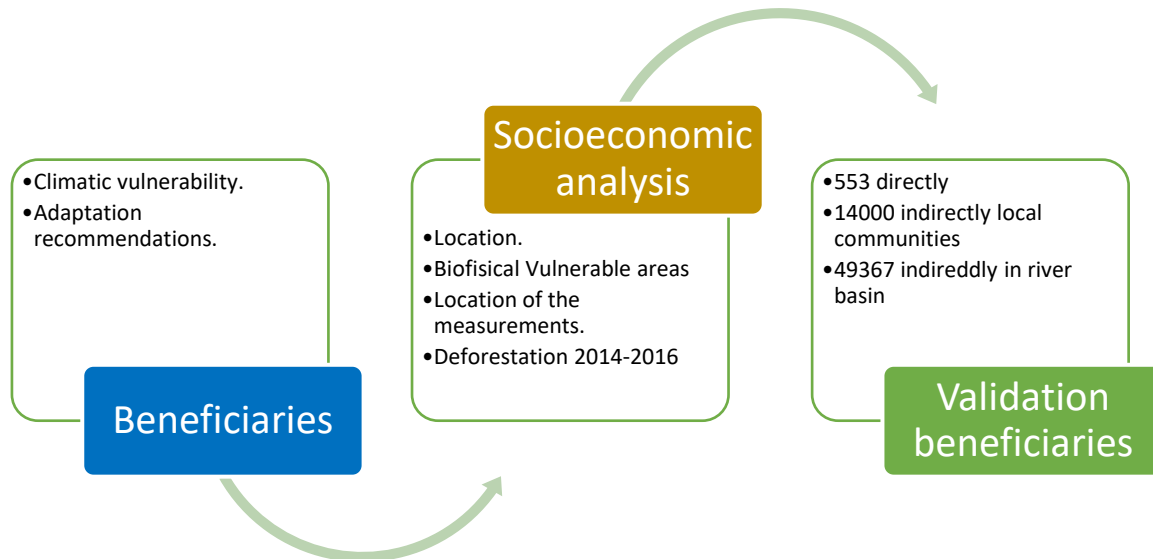 •Climatic vulnerability.
•Adaptation
recommendations.
Beneficiaries
Socioeconomic
analysis
•Location.
•Biofisical Vulnerable areas
•Location of the
measurements.
•Deforestation 2014-2016
•553 directly
•14000 indirectly local
communities
•49367 indireddly in river
basin
Validation
beneficiaries